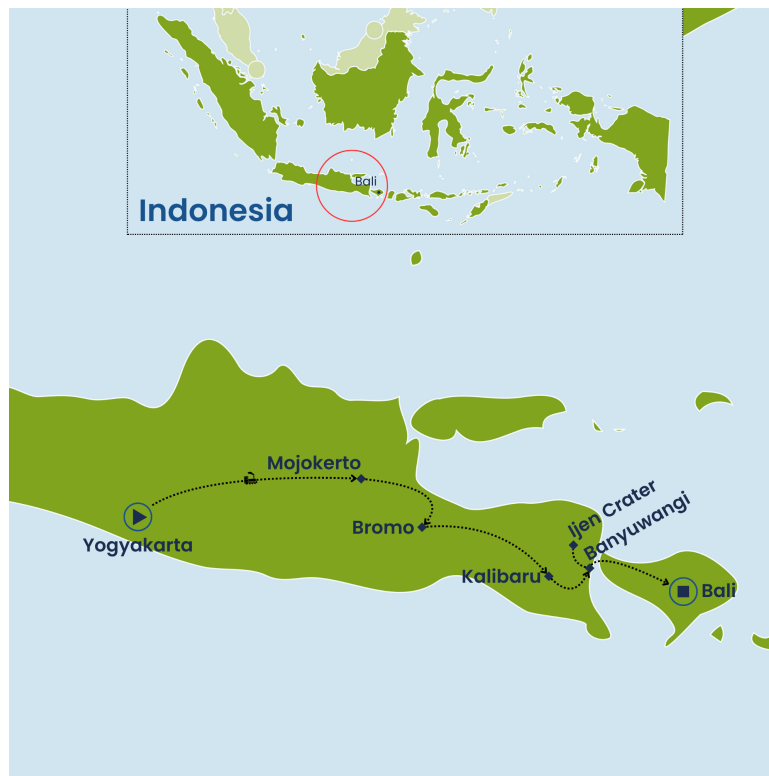 Bali
Indonesia
Mojokerto
Yogyakarta
Bromo
Kalibaru
Ijen Crater
Banyuwangi
Bali